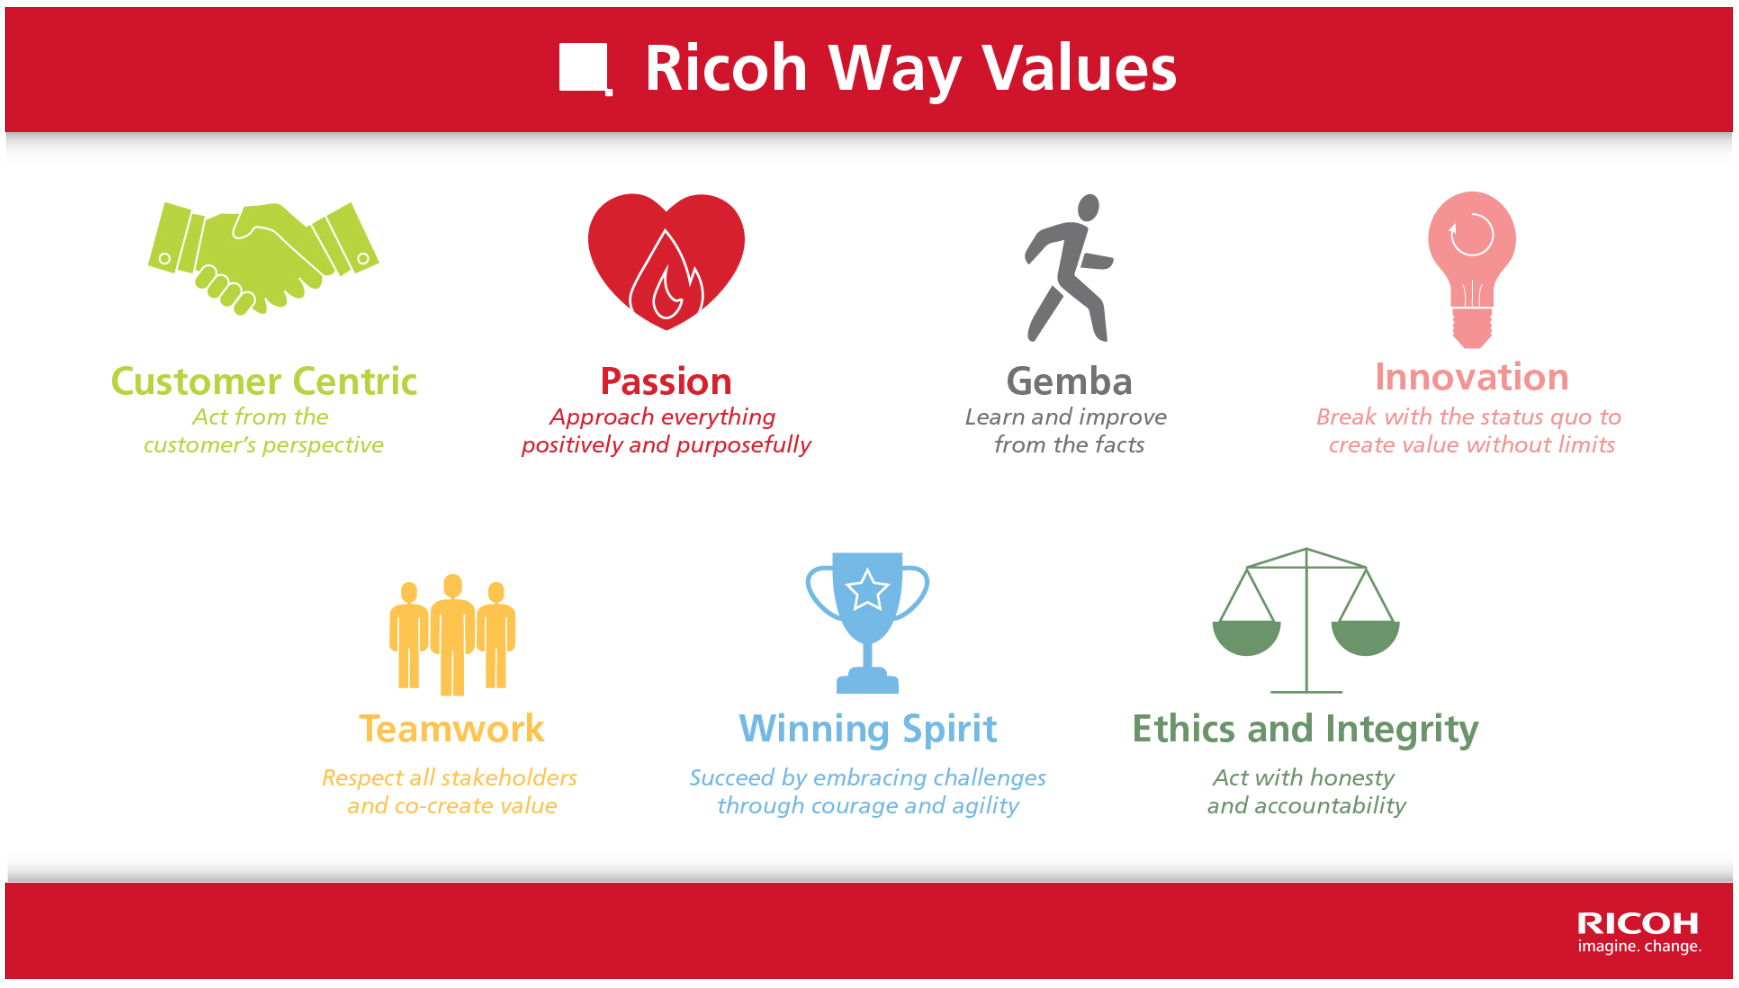 Ricoh Way Values
Customer Centric
Act from the
customer’s perspective
Passion
Approach everything
positively and purposefully
Gemba
Learn and improve
from the facts
Innovation
Break with the status quo to
create value without limits
Teamwork
Respect all stakeholders
and co-create value
Winning Spirit
Succeed by embracing challenges
through courage and agility
Ethics and Integrity
Act with honesty
and accountability
RICOH
imagine. change.